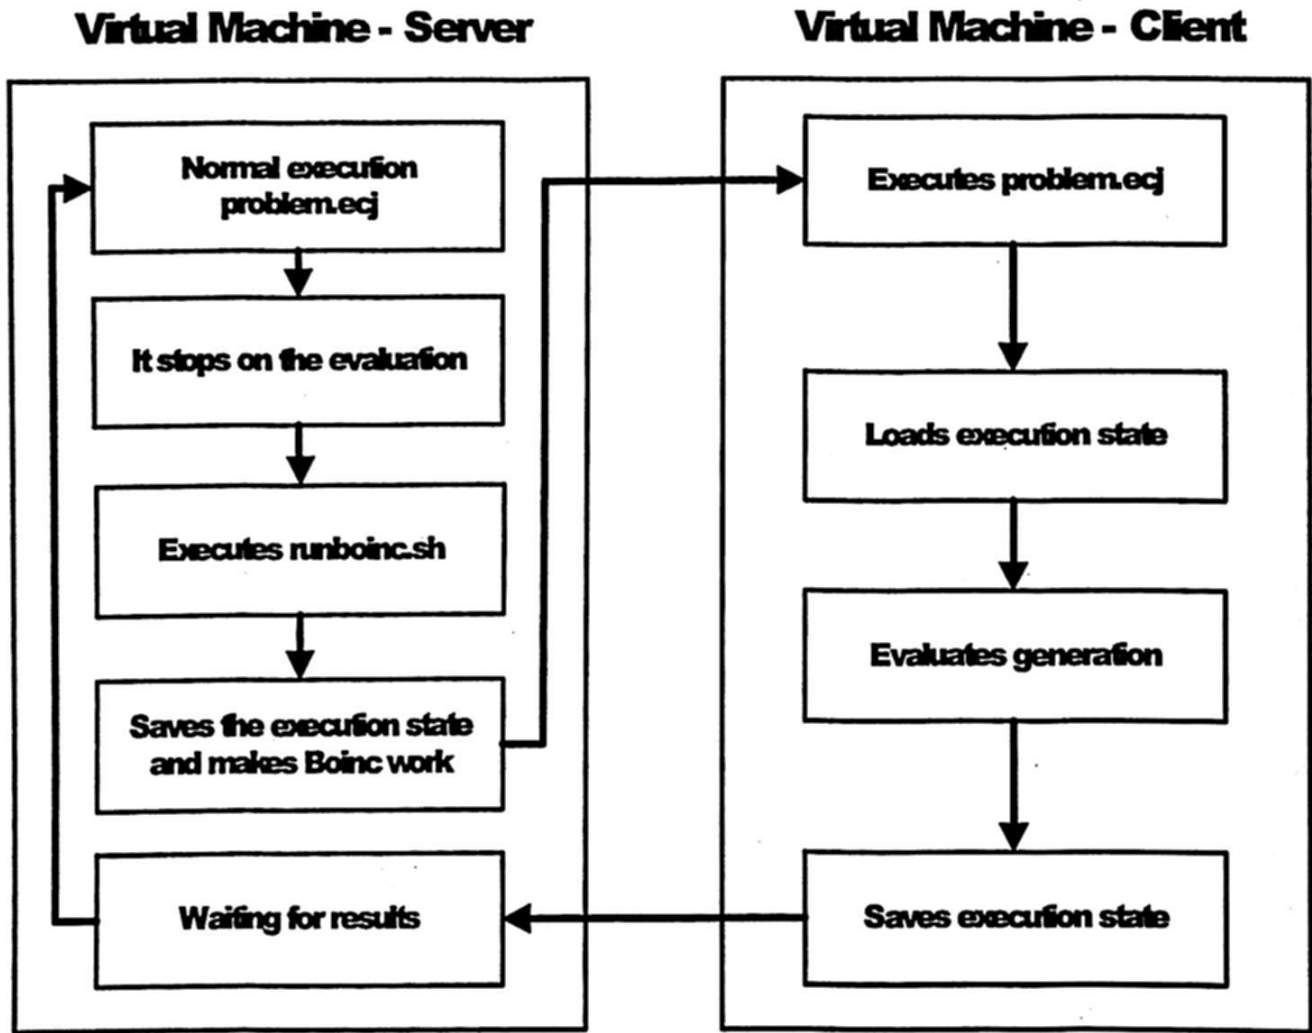 Virtual Machine - Server
Normal execution
problem.ecj
It stops on the evaluation
Executes runboinc.sh
Saves the execution state
and makes Boinc work
Waiting for results
Virtual Machine - Client
Executes problem.ecj
Loads execution state
Evaluates generation
Saves execution state